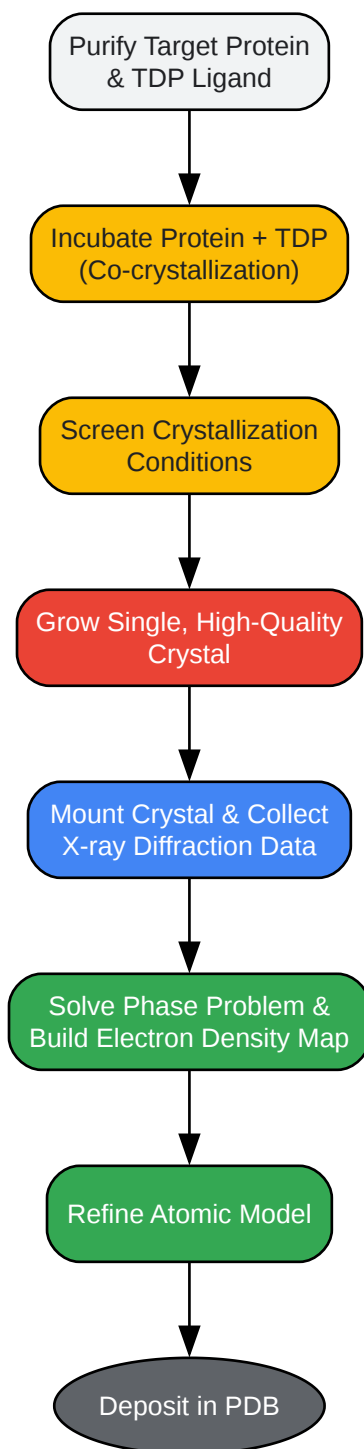 Purify Target Protein
& TDP Ligand
Incubate Protein + TDP
(Co-crystallization)
Screen Crystallization
Conditions
Grow Single, High-Quality
Crystal
Mount Crystal & Collect
X-ray Diffraction Data
Solve Phase Problem &
Build Electron Density Map
Refine Atomic Model
Deposit in PDB